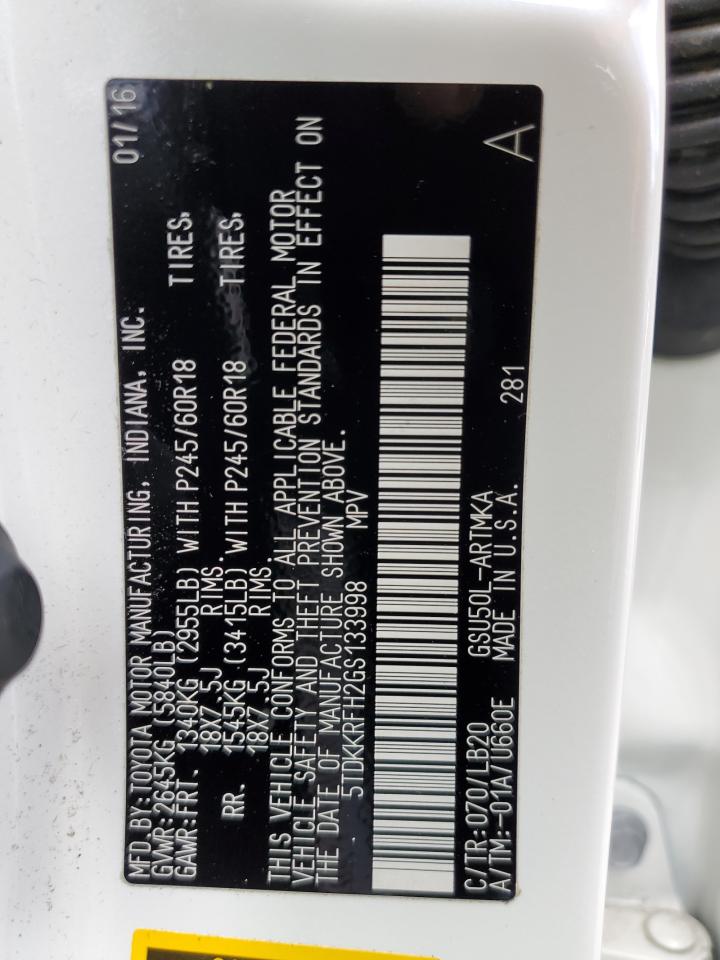 MFD.BY:TOYOTA MOTOR MANUFACTURING, INDIANA, INC. 01/16
GVWR:2645KG (5840LB)
GAWR:FRT. 1340KG (2955LB) WITH P245/60R18 TIRES,
18X7.5J RIMS.
RR. 1545KG (3415LB) WITH P245/60R18 TIRES,
18X7.5J RIMS.
THIS VEHICLE CONFORMS TO ALL APPLICABLE FEDERAL MOTOR
VEHICLE SAFETY AND THEFT PREVENTION STANDARDS IN EFFECT ON
THE DATE OF MANUFACTURE SHOWN ABOVE.
5TDKKRFH2GS133998 MPV
C/TR:070/LB20 GSU50L-ARTMKA 281 A
A/TM:-01A/U660E MADE IN U.S.A.